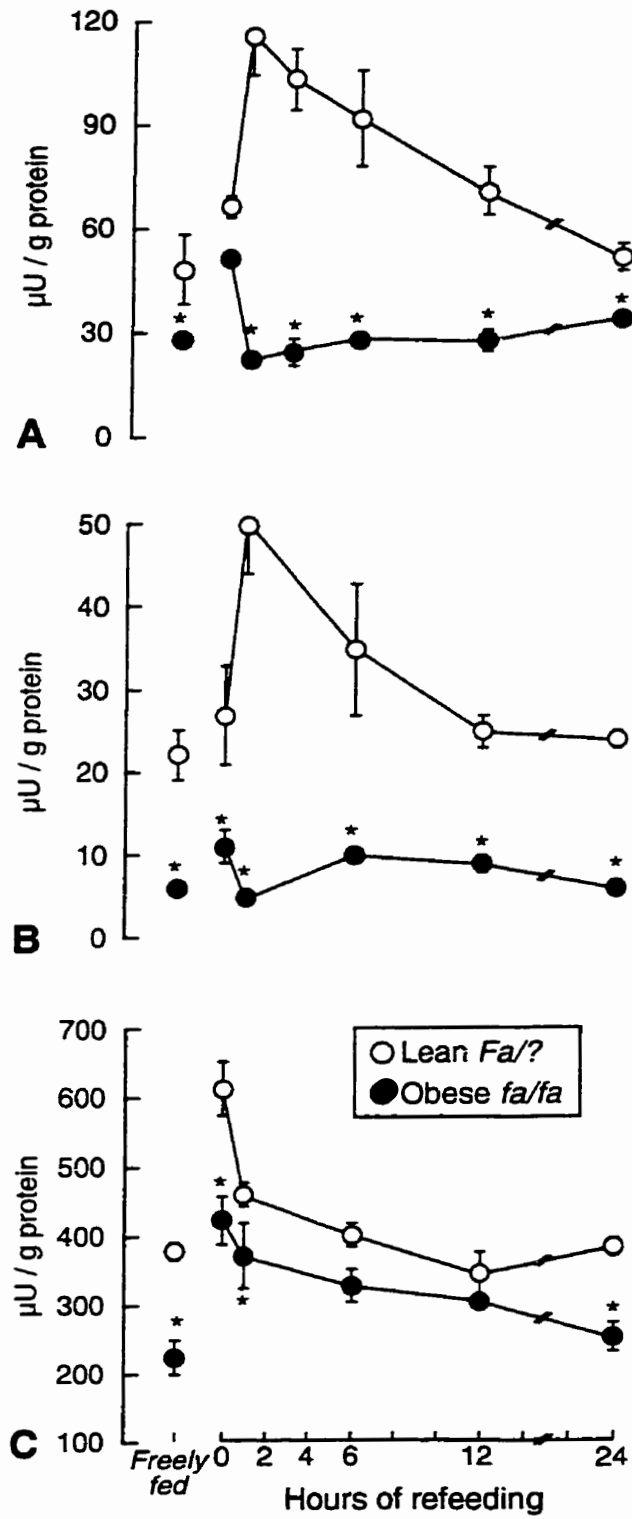 120
90
60
30
0
µU / g protein
* * * * * *
A
50
40
30
20
10
0
µU / g protein
* * * * * *
B
700
600
500
400
300
200
100
µU / g protein
Lean Fa/?
Obese fa/fa
* * * *
C
Freely fed
0 2 4 6 12 24
Hours of refeeding